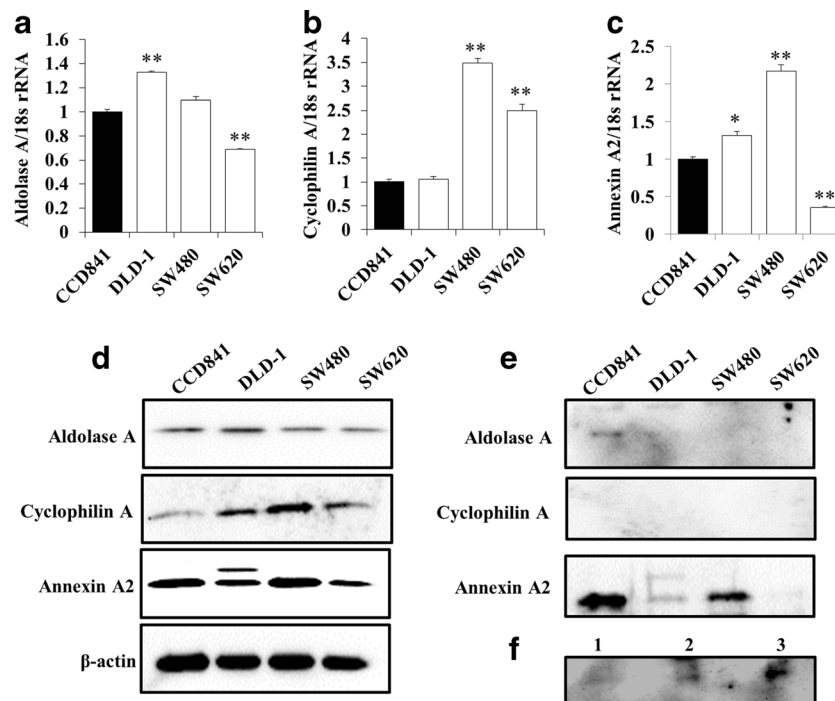 a
Aldolase A/18s rRNA
1.6
1.4
1.2
1
0.8
0.6
0.4
0.2
0
**
**
CCD841
DLD-1
SW480
SW620
b
Cyclophilin A/18s rRNA
4
3.5
3
2.5
2
1.5
1
0.5
0
**
**
CCD841
DLD-1
SW480
SW620
c
Annexin A2/18s rRNA
2.5
2
1.5
1
0.5
0
*
**
**
CCD841
DLD-1
SW480
SW620
d
CCD841
DLD-1
SW480
SW620
Aldolase A
Cyclophilin A
Annexin A2
β-actin
e
CCD841
DLD-1
SW480
SW620
Aldolase A
Cyclophilin A
Annexin A2
f
1
2
3